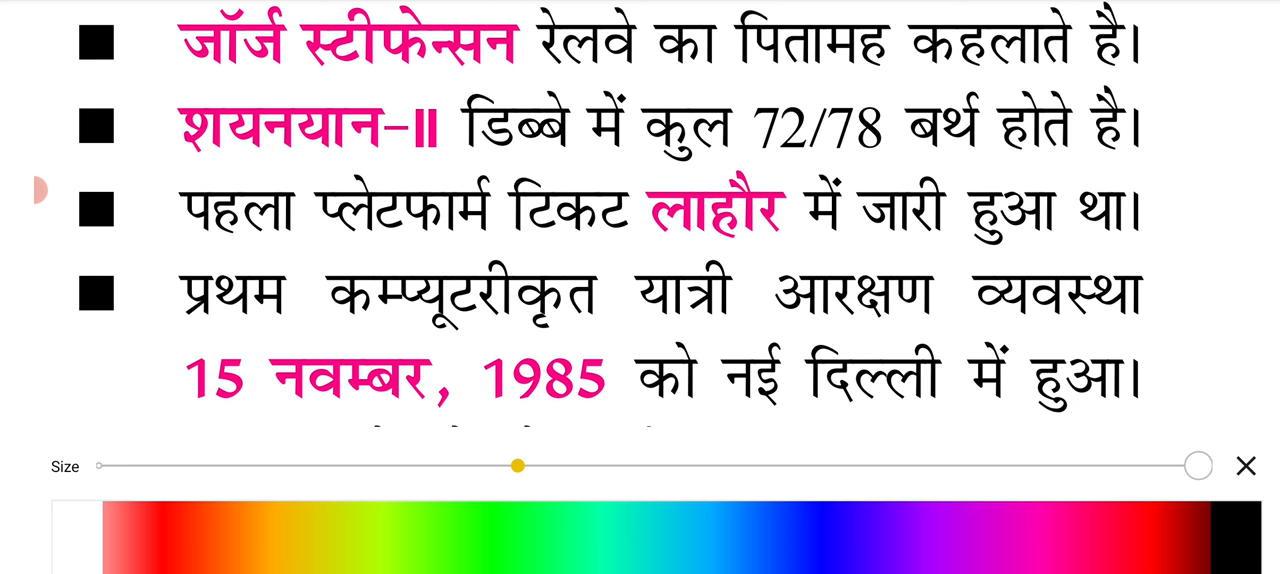 ■ जॉर्ज स्टीफेन्सन रेलवे का पितामह कहलाते है।
■ शयनयान-II डिब्बे में कुल 72/78 बर्थ होते है।
■ पहला प्लेटफार्म टिकट लाहौर में जारी हुआ था।
■ प्रथम कम्प्यूटरीकृत यात्री आरक्षण व्यवस्था
15 नवम्बर, 1985 को नई दिल्ली में हुआ।
Size